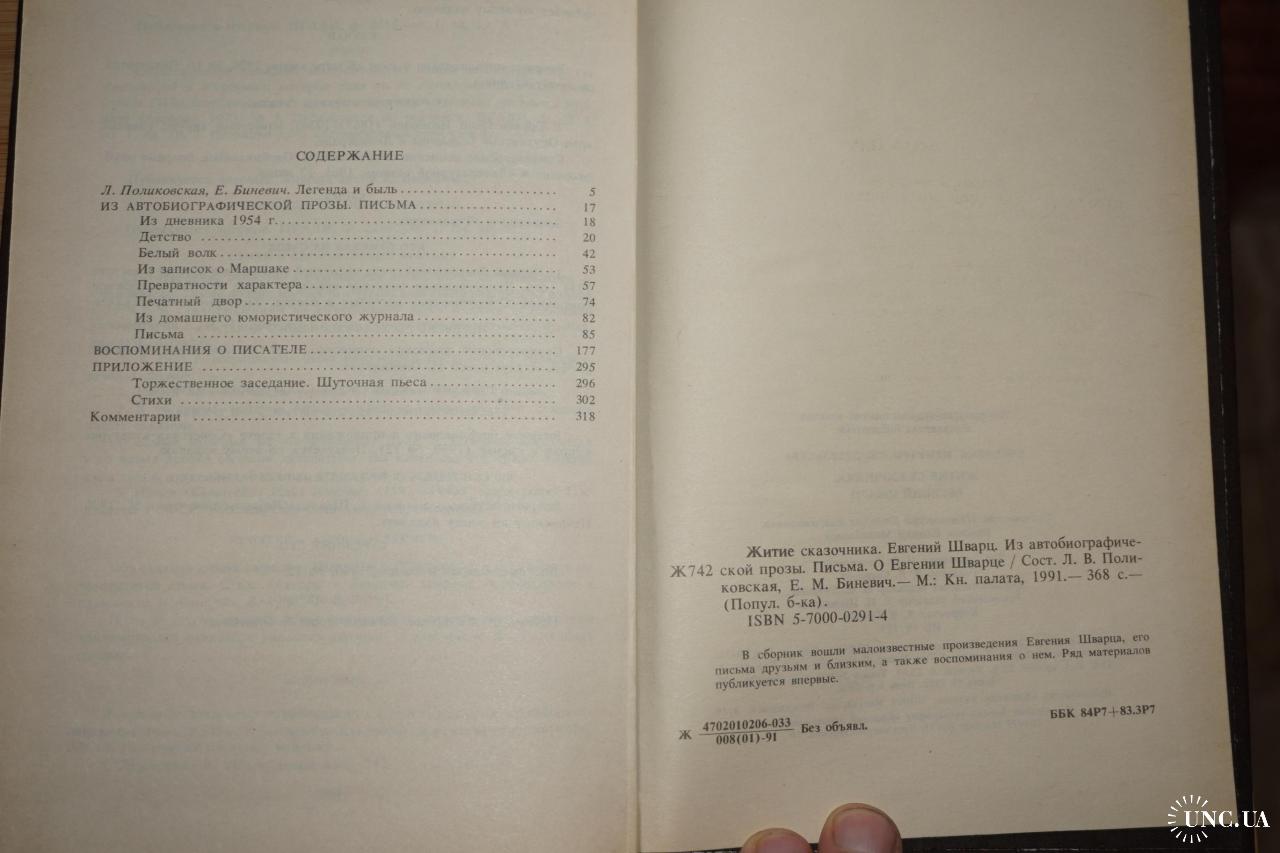 СОДЕРЖАНИЕ
Л. Поликовская, Е. Биневич. Легенда и быль . . . . . . . . . . . . . . . . . . . . . . . 5
ИЗ АВТОБИОГРАФИЧЕСКОЙ ПРОЗЫ. ПИСЬМА . . . . . . . . . . . . . . . . . . . . 17
Из дневника 1954 г. . . . . . . . . . . . . . . . . . . . . . . . . . . . . . . . . . . . . . . . . 18
Детство . . . . . . . . . . . . . . . . . . . . . . . . . . . . . . . . . . . . . . . . . . . . . . . . . . . . 20
Белый волк . . . . . . . . . . . . . . . . . . . . . . . . . . . . . . . . . . . . . . . . . . . . . . . . . 42
Из записок о Маршаке . . . . . . . . . . . . . . . . . . . . . . . . . . . . . . . . . . . . . . 53
Превратности характера . . . . . . . . . . . . . . . . . . . . . . . . . . . . . . . . . . . . 57
Печатный двор . . . . . . . . . . . . . . . . . . . . . . . . . . . . . . . . . . . . . . . . . . . . . 74
Из домашнего юмористического журнала . . . . . . . . . . . . . . . . . . . . 82
Письма . . . . . . . . . . . . . . . . . . . . . . . . . . . . . . . . . . . . . . . . . . . . . . . . . . . . . 85
ВОСПОМИНАНИЯ О ПИСАТЕЛЕ . . . . . . . . . . . . . . . . . . . . . . . . . . . . . . . . . . . 177
ПРИЛОЖЕНИЕ . . . . . . . . . . . . . . . . . . . . . . . . . . . . . . . . . . . . . . . . . . . . . . . . . . . 295
Торжественное заседание. Шуточная пьеса . . . . . . . . . . . . . . . . . . 296
Стихи . . . . . . . . . . . . . . . . . . . . . . . . . . . . . . . . . . . . . . . . . . . . . . . . . . . . . . 302
Комментарии . . . . . . . . . . . . . . . . . . . . . . . . . . . . . . . . . . . . . . . . . . . . . . . . . . . 318
Житие сказочника. Евгений Шварц. Из автобиографиче-
Ж742 ской прозы. Письма. О Евгении Шварце / Сост. Л. В. Поли-
ковская, Е. М. Биневич.— М.: Кн. палата, 1991.— 368 с.—
(Попул. б-ка).
ISBN 5-7000-0291-4
В сборник вошли малоизвестные произведения Евгения Шварца, его
письма друзьям и близким, а также воспоминания о нем. Ряд материалов
публикуется впервые.
Ж 4702010206-033 Без объявл.
008(01)-91
ББК 84Р7+83.3Р7
UNC.UA